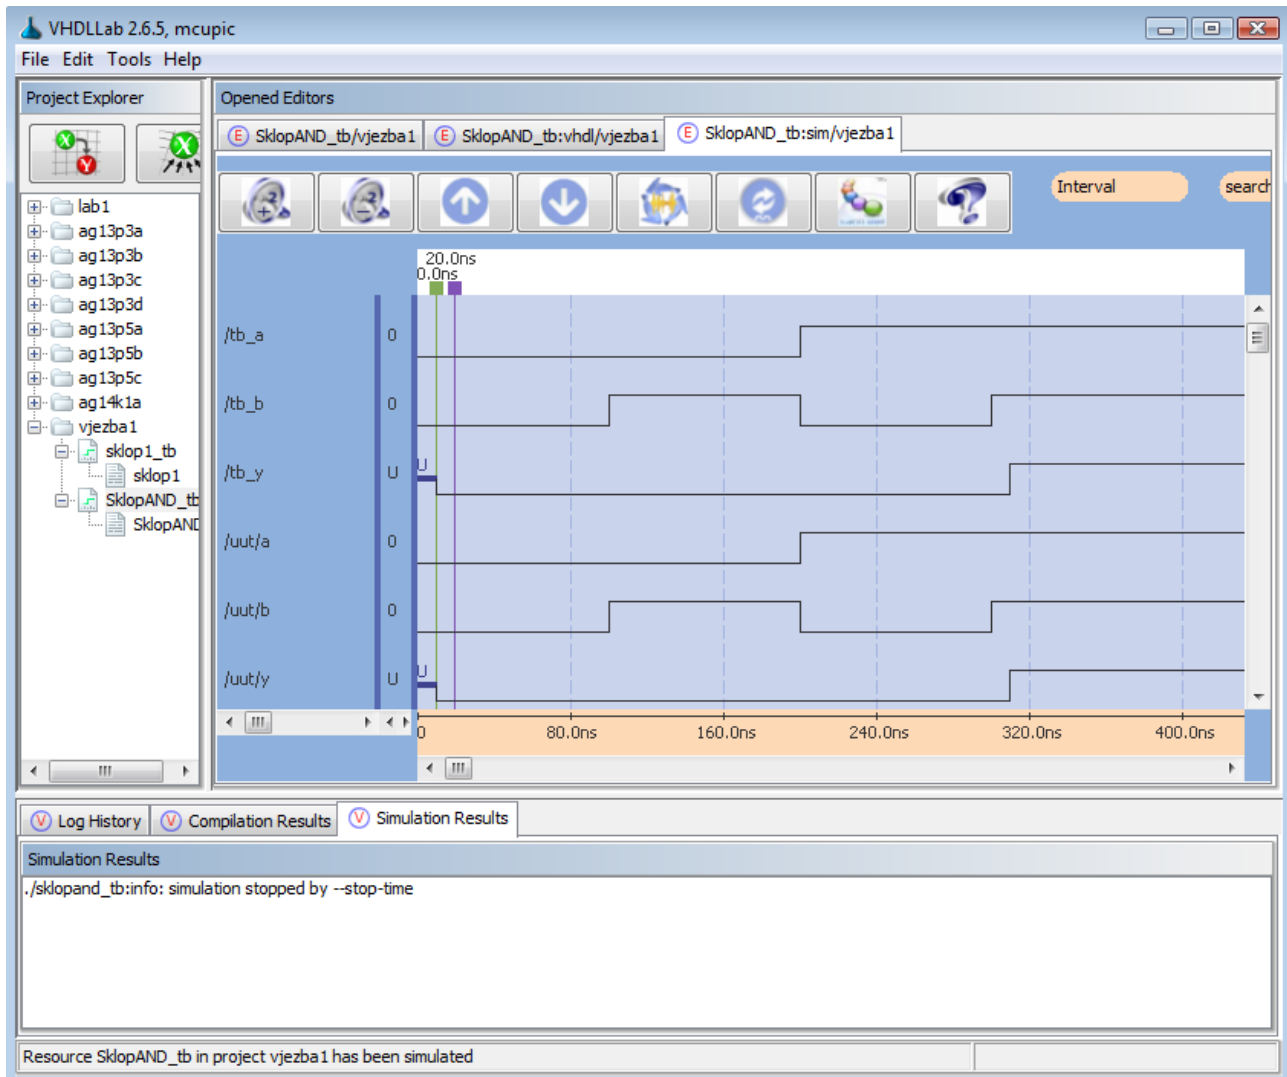 VHDLLab 2.6.5, mcupic
File Edit Tools Help
Project Explorer
Opened Editors
SklopAND_tb/vjezba1 SklopAND_tb:vhdl/vjezba1 SklopAND_tb:sim/vjezba1
Interval search
lab1
ag13p3a
ag13p3b
ag13p3c
ag13p3d
ag13p5a
ag13p5b
ag13p5c
ag14k1a
vjezba1
sklop1_tb
sklop1
SklopAND_tb
SklopAND
20.0ns
0.0ns
/tb_a 0
/tb_b 0
/tb_y U U
/uut/a 0
/uut/b 0
/uut/y U U
0 80.0ns 160.0ns 240.0ns 320.0ns 400.0ns
Log History Compilation Results Simulation Results
Simulation Results
./sklopand_tb:info: simulation stopped by --stop-time
Resource SklopAND_tb in project vjezba1 has been simulated